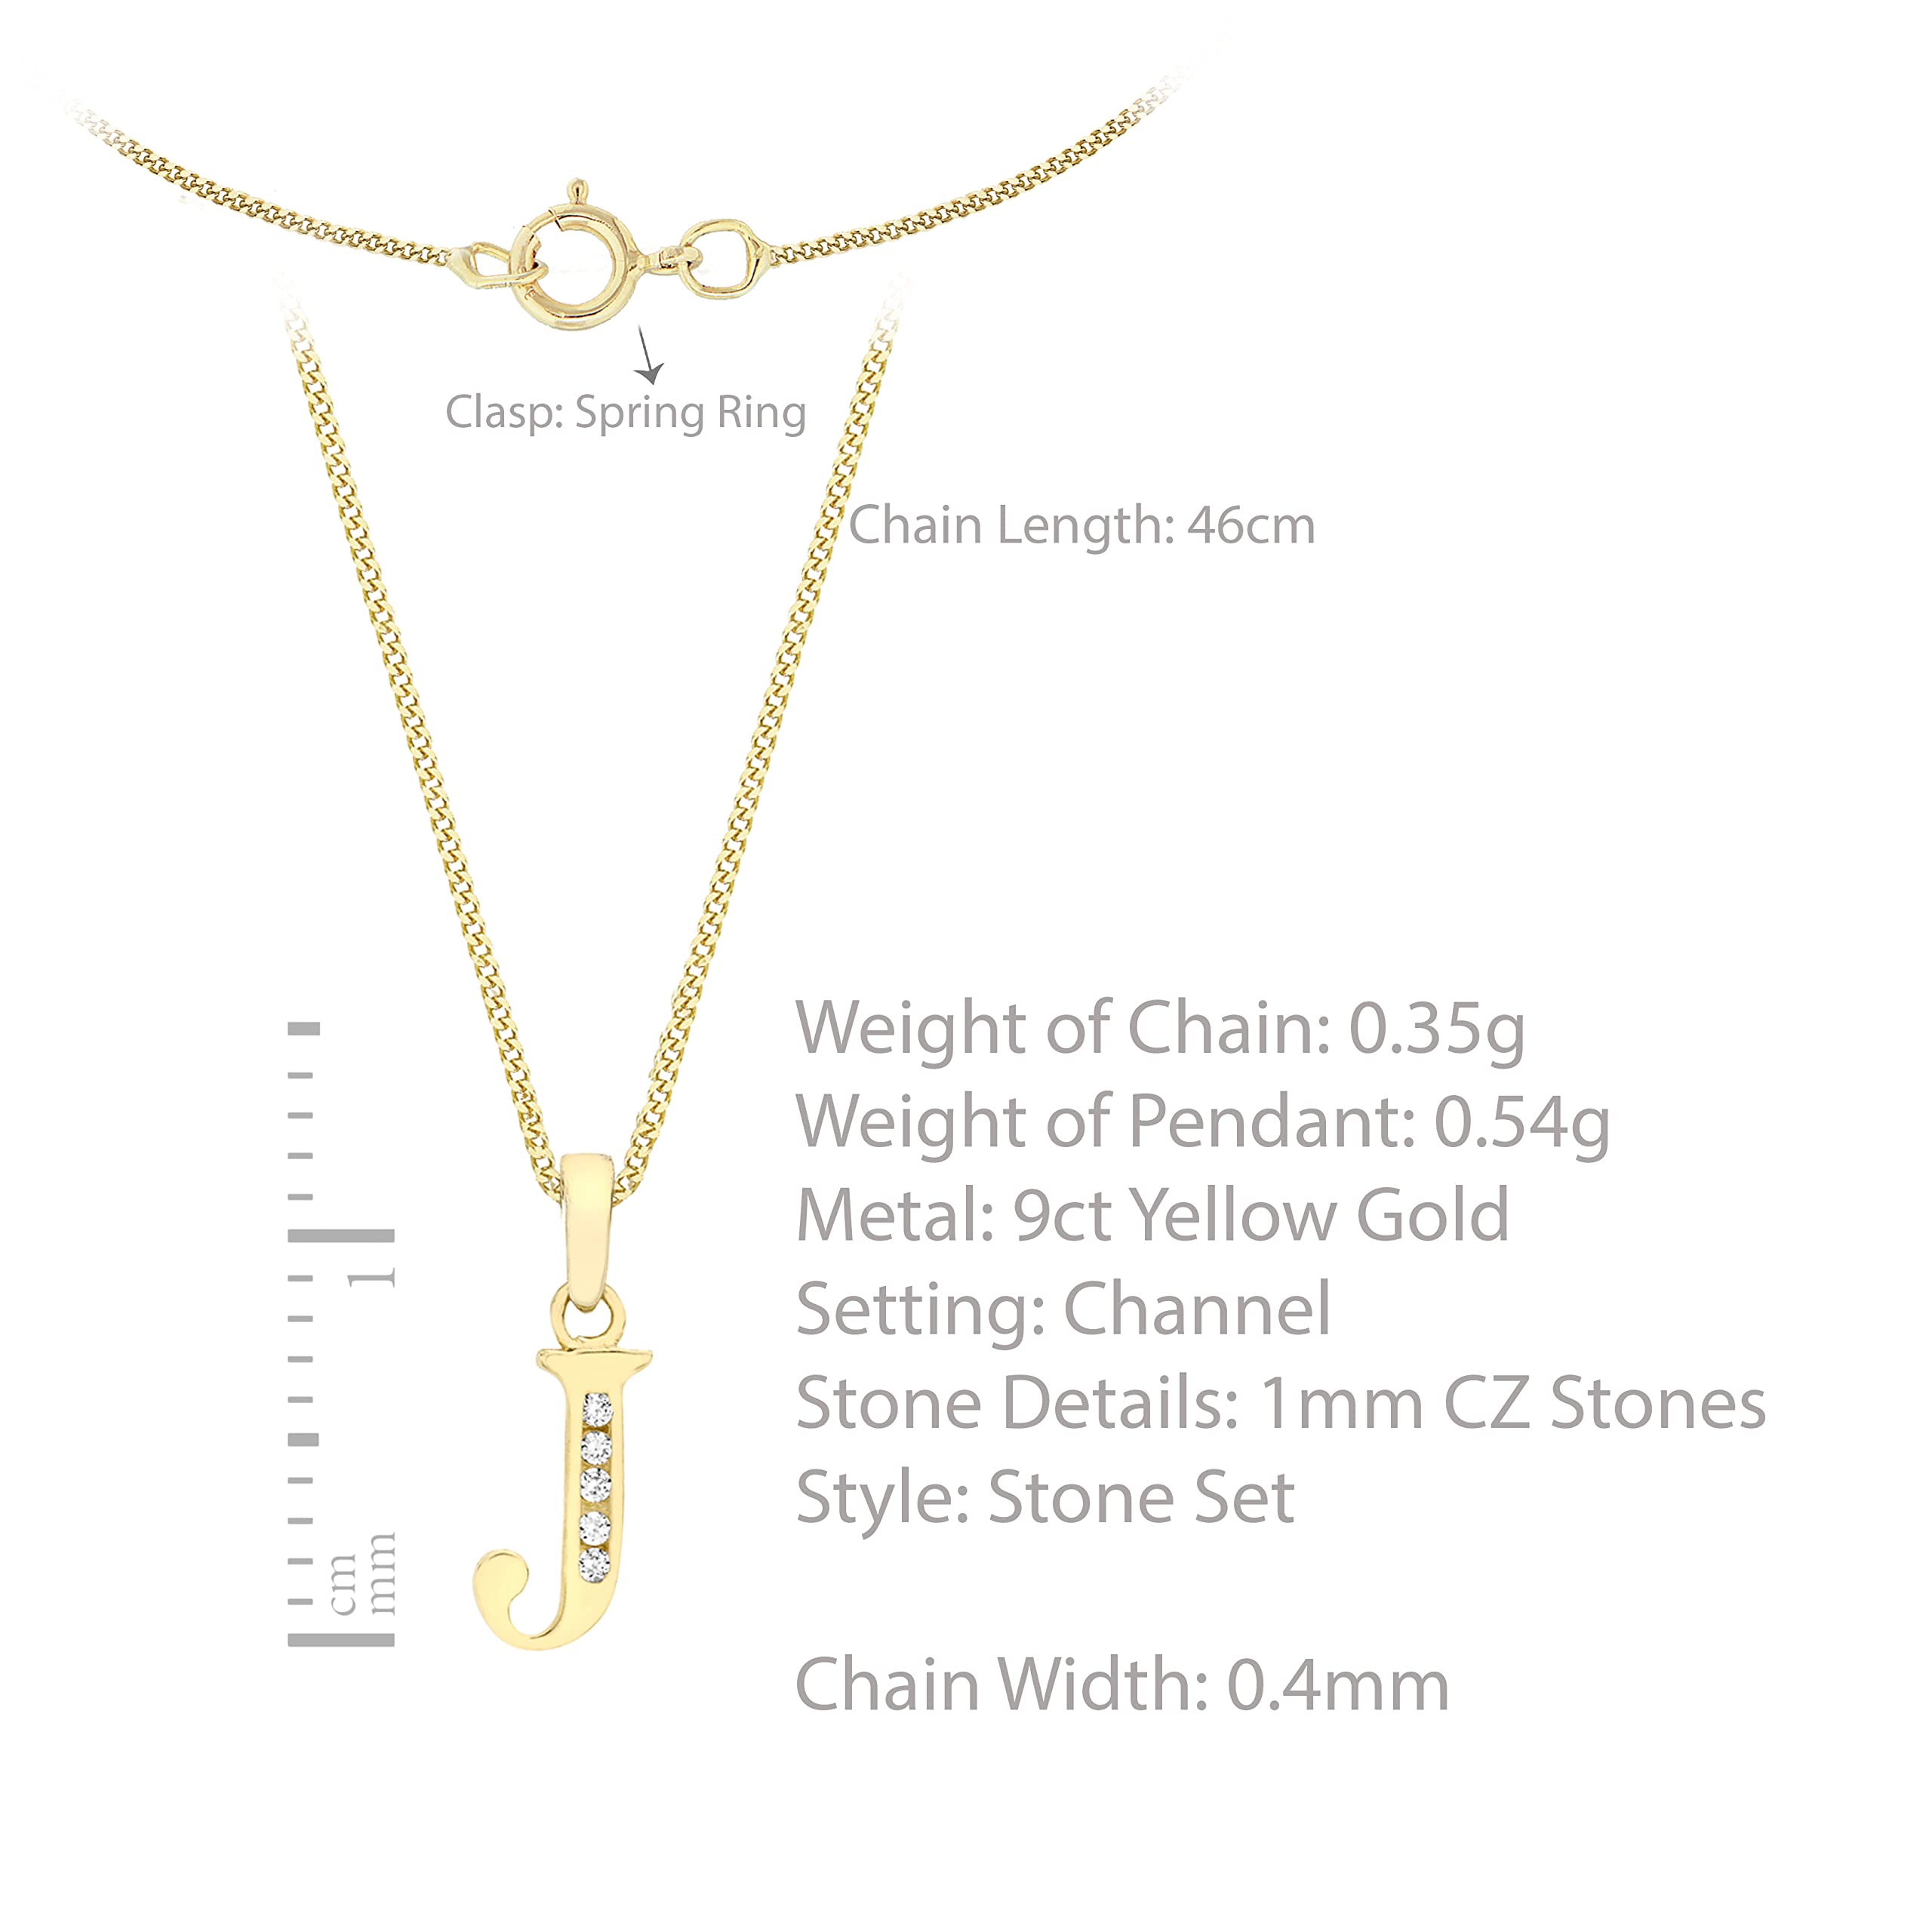 Clasp: Spring Ring
Chain Length: 46cm
Weight of Chain: 0.35g
Weight of Pendant: 0.54g
Metal: 9ct Yellow Gold
Setting: Channel
Stone Details: 1mm CZ Stones
Style: Stone Set
Chain Width: 0.4mm
1
cm
mm
J